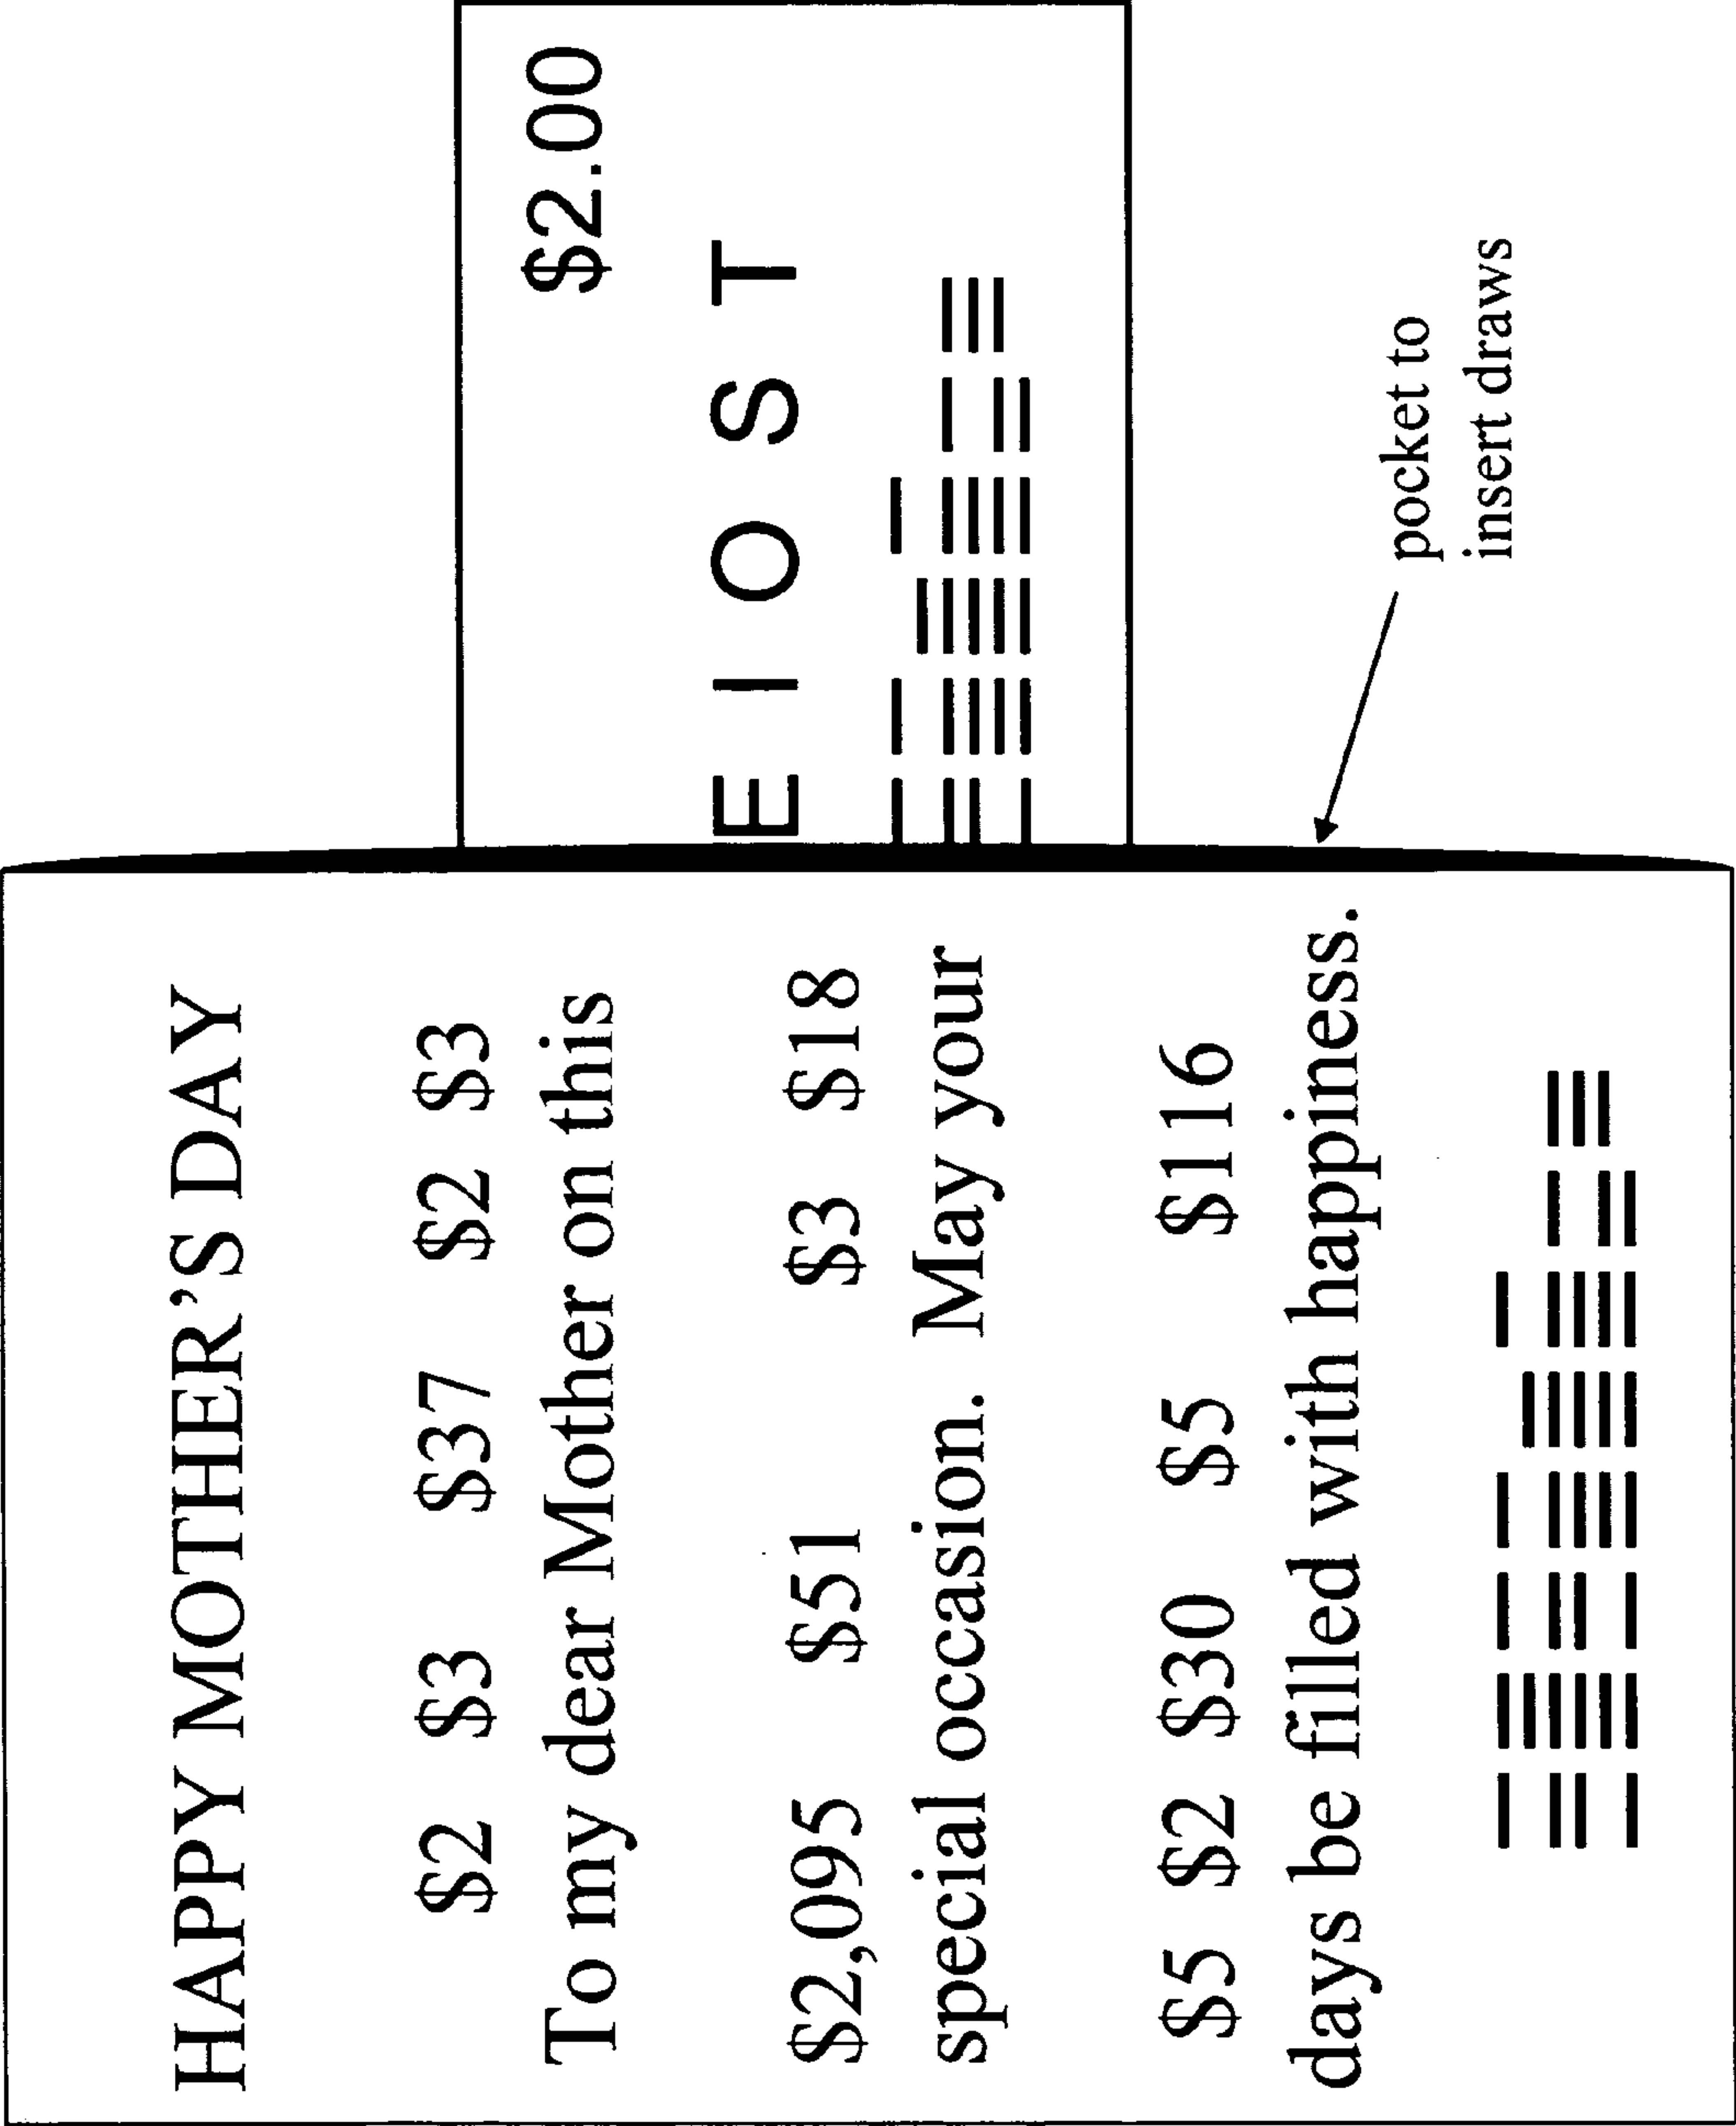 HAPPY MOTHER'S DAY
$2 $3 $37 $2 $3
To my dear Mother on this
$2,095 $51 $3 $18
special occasion. May your
$5 $2 $30 $5 $116
days be filled with happiness.
$2.00
E I O S T
pocket to
insert draws